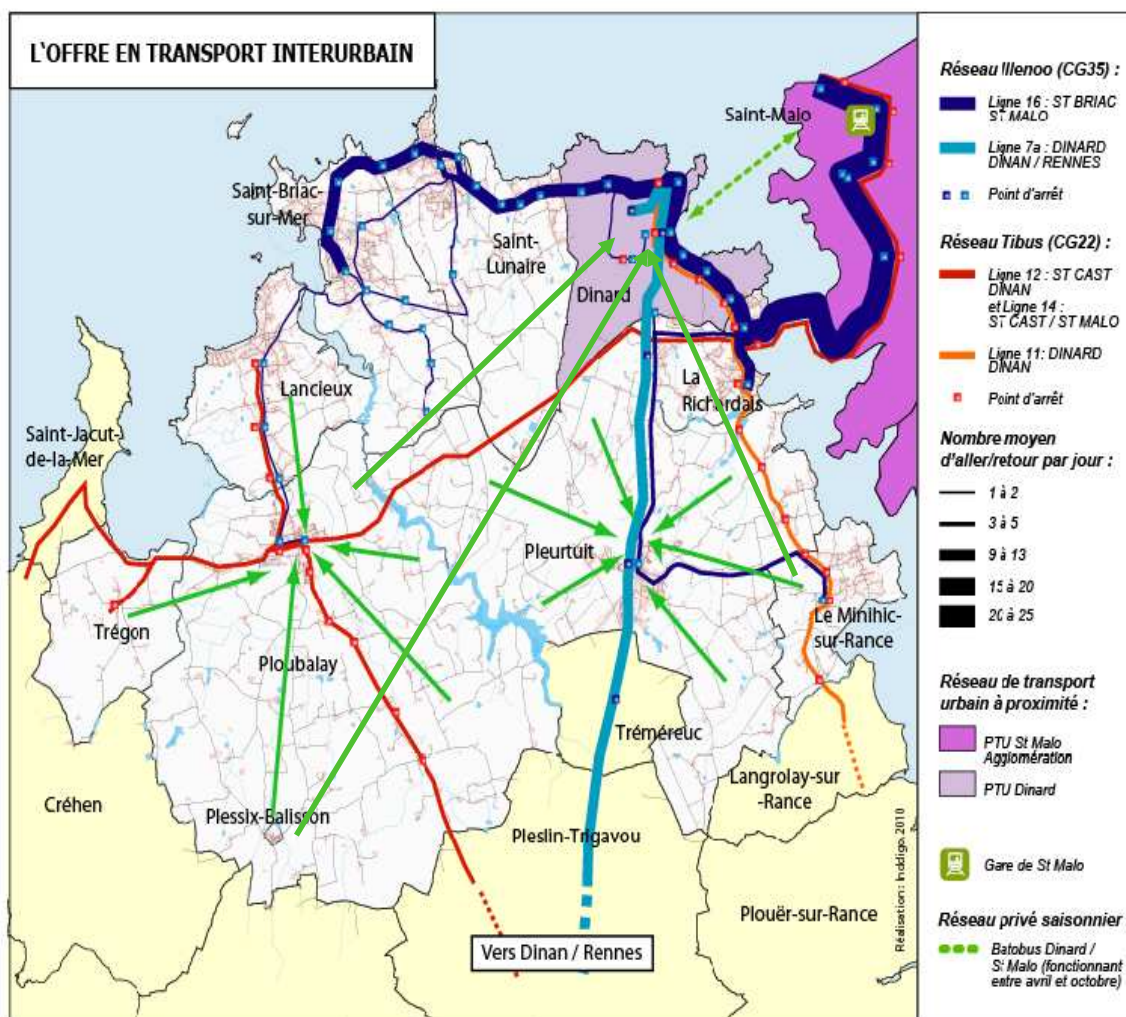 L'OFFRE EN TRANSPORT INTERURBAIN
Saint-Malo
Saint-Briac-
sur-Mer
Saint-
Lunaire
Dinard
Lancieux
La
Richardais
Saint-Jacut-
de-la-Mer
Pleurtuit
Trégon
Ploubalay
Le Minihic-
sur-Rance
Tréméreuc
Langrolay-sur
-Rance
Créhen
Plessix-Balisson
Pleslin-Trigavou
Plouër-sur-Rance
Vers Dinan / Rennes
Réalisation : Inddigo 2010
Réseau Illenoo (CG35) :
Ligne 16 : ST BRIAC
ST MALO
Ligne 7a : DINARD
DINAN / RENNES
Point d'arrêt
Réseau Tibus (CG22) :
Ligne 12 : ST CAST
DINAN
et Ligne 14 :
ST CAST / ST MALO
Ligne 11: DINARD
DINAN
Point d'arrêt
Nombre moyen
d'aller/retour par jour :
1 à 2
3 à 5
9 à 13
15 à 20
20 à 25
Réseau de transport
urbain à proximité :
PTU St Malo
Agglomération
PTU Dinard
Gare de St Malo
Réseau privé saisonnier
Batobus Dinard /
St Malo (fonctionnant
entre avril et octobre)